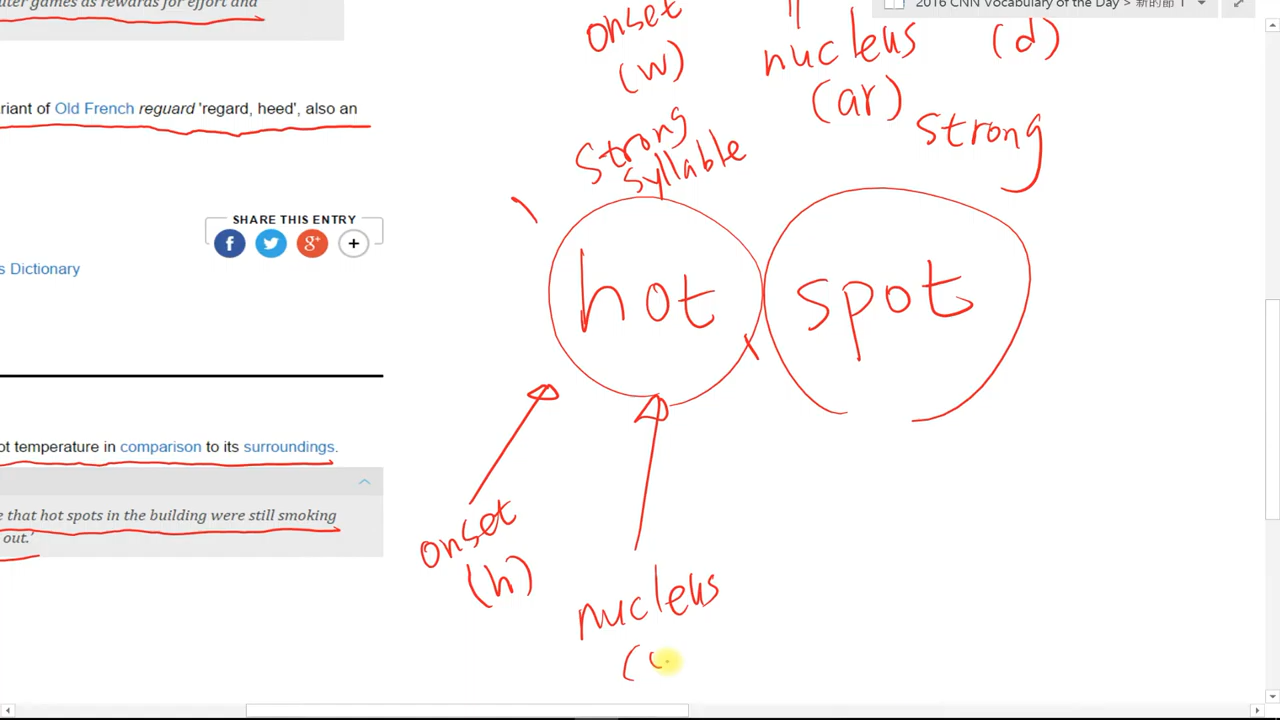 uter games as rewards for effort and
2016 CNN Vocabulary of the Day > 新的節 1
onset
(w)
nucleus
(ar)
(d)
riant of Old French reguard 'regard, heed', also an
Strong
syllable
strong
SHARE THIS ENTRY
s Dictionary
hot
spot
ot temperature in comparison to its surroundings.
e that hot spots in the building were still smoking
out.'
onset
(h)
nucleus
(